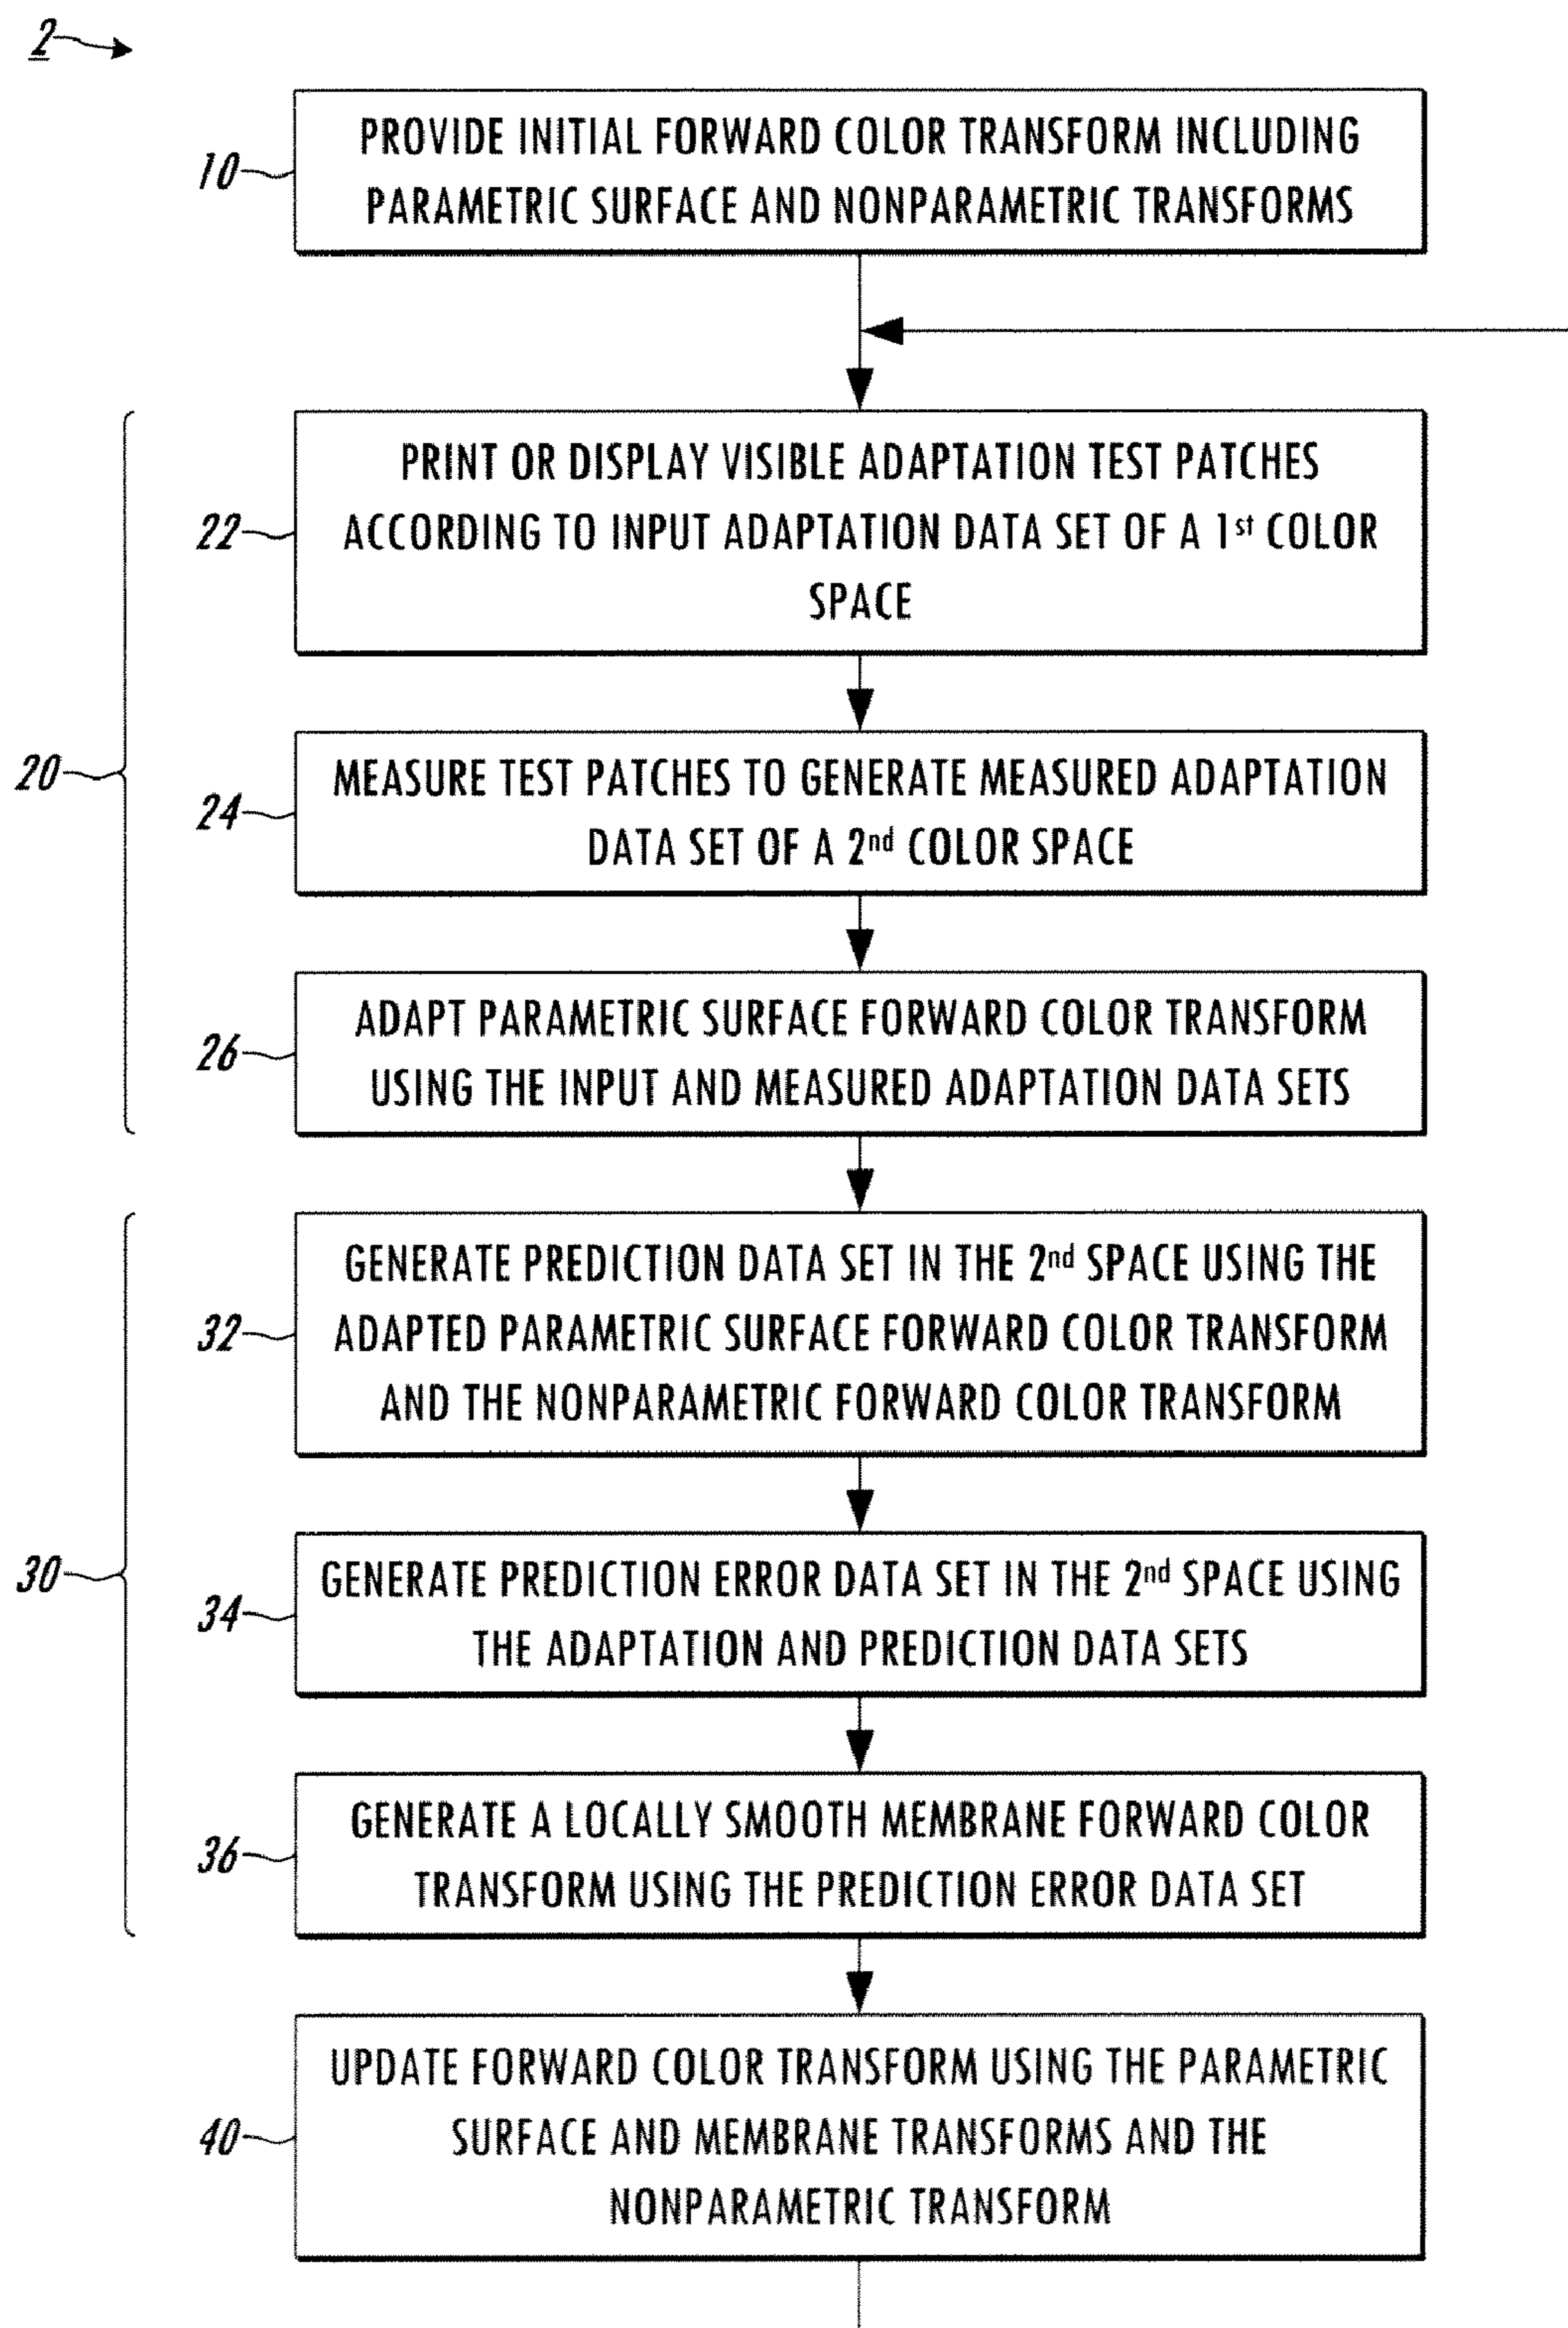 2
PROVIDE INITIAL FORWARD COLOR TRANSFORM INCLUDING
PARAMETRIC SURFACE AND NONPARAMETRIC TRANSFORMS
10
PRINT OR DISPLAY VISIBLE ADAPTATION TEST PATCHES
ACCORDING TO INPUT ADAPTATION DATA SET OF A 1st COLOR
SPACE
22
20
MEASURE TEST PATCHES TO GENERATE MEASURED ADAPTATION
DATA SET OF A 2nd COLOR SPACE
24
ADAPT PARAMETRIC SURFACE FORWARD COLOR TRANSFORM
USING THE INPUT AND MEASURED ADAPTATION DATA SETS
26
GENERATE PREDICTION DATA SET IN THE 2nd SPACE USING THE
ADAPTED PARAMETRIC SURFACE FORWARD COLOR TRANSFORM
AND THE NONPARAMETRIC FORWARD COLOR TRANSFORM
32
30
GENERATE PREDICTION ERROR DATA SET IN THE 2nd SPACE USING
THE ADAPTATION AND PREDICTION DATA SETS
34
GENERATE A LOCALLY SMOOTH MEMBRANE FORWARD COLOR
TRANSFORM USING THE PREDICTION ERROR DATA SET
36
UPDATE FORWARD COLOR TRANSFORM USING THE PARAMETRIC
SURFACE AND MEMBRANE TRANSFORMS AND THE
NONPARAMETRIC TRANSFORM
40